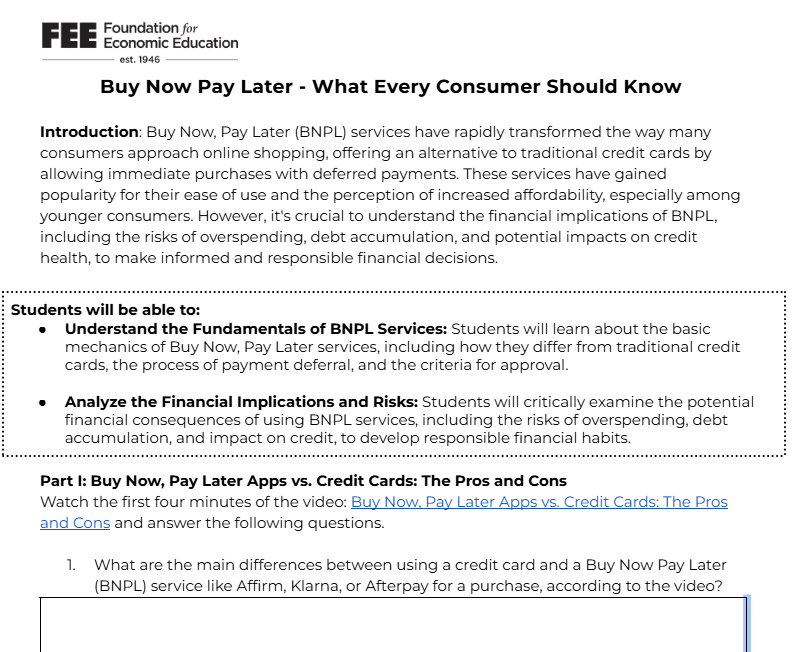 FEE Foundation for
Economic Education
est. 1946
Buy Now Pay Later - What Every Consumer Should Know
Introduction: Buy Now, Pay Later (BNPL) services have rapidly transformed the way many
consumers approach online shopping, offering an alternative to traditional credit cards by
allowing immediate purchases with deferred payments. These services have gained
popularity for their ease of use and the perception of increased affordability, especially among
younger consumers. However, it's crucial to understand the financial implications of BNPL,
including the risks of overspending, debt accumulation, and potential impacts on credit
health, to make informed and responsible financial decisions.
Students will be able to:
● Understand the Fundamentals of BNPL Services: Students will learn about the basic
mechanics of Buy Now, Pay Later services, including how they differ from traditional credit
cards, the process of payment deferral, and the criteria for approval.
● Analyze the Financial Implications and Risks: Students will critically examine the potential
financial consequences of using BNPL services, including the risks of overspending, debt
accumulation, and impact on credit, to develop responsible financial habits.
Part I: Buy Now, Pay Later Apps vs. Credit Cards: The Pros and Cons
Watch the first four minutes of the video: Buy Now, Pay Later Apps vs. Credit Cards: The Pros
and Cons and answer the following questions.
1. What are the main differences between using a credit card and a Buy Now Pay Later
(BNPL) service like Affirm, Klarna, or Afterpay for a purchase, according to the video?